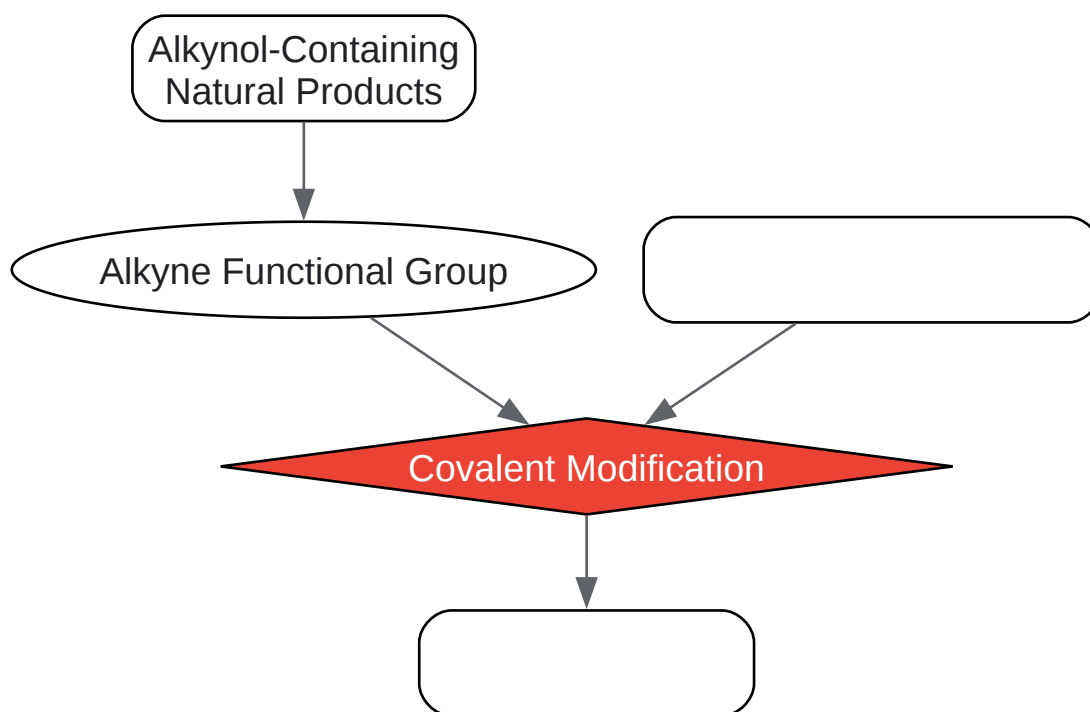 Alkynol-Containing
Natural Products
Alkyne Functional Group
Covalent Modification